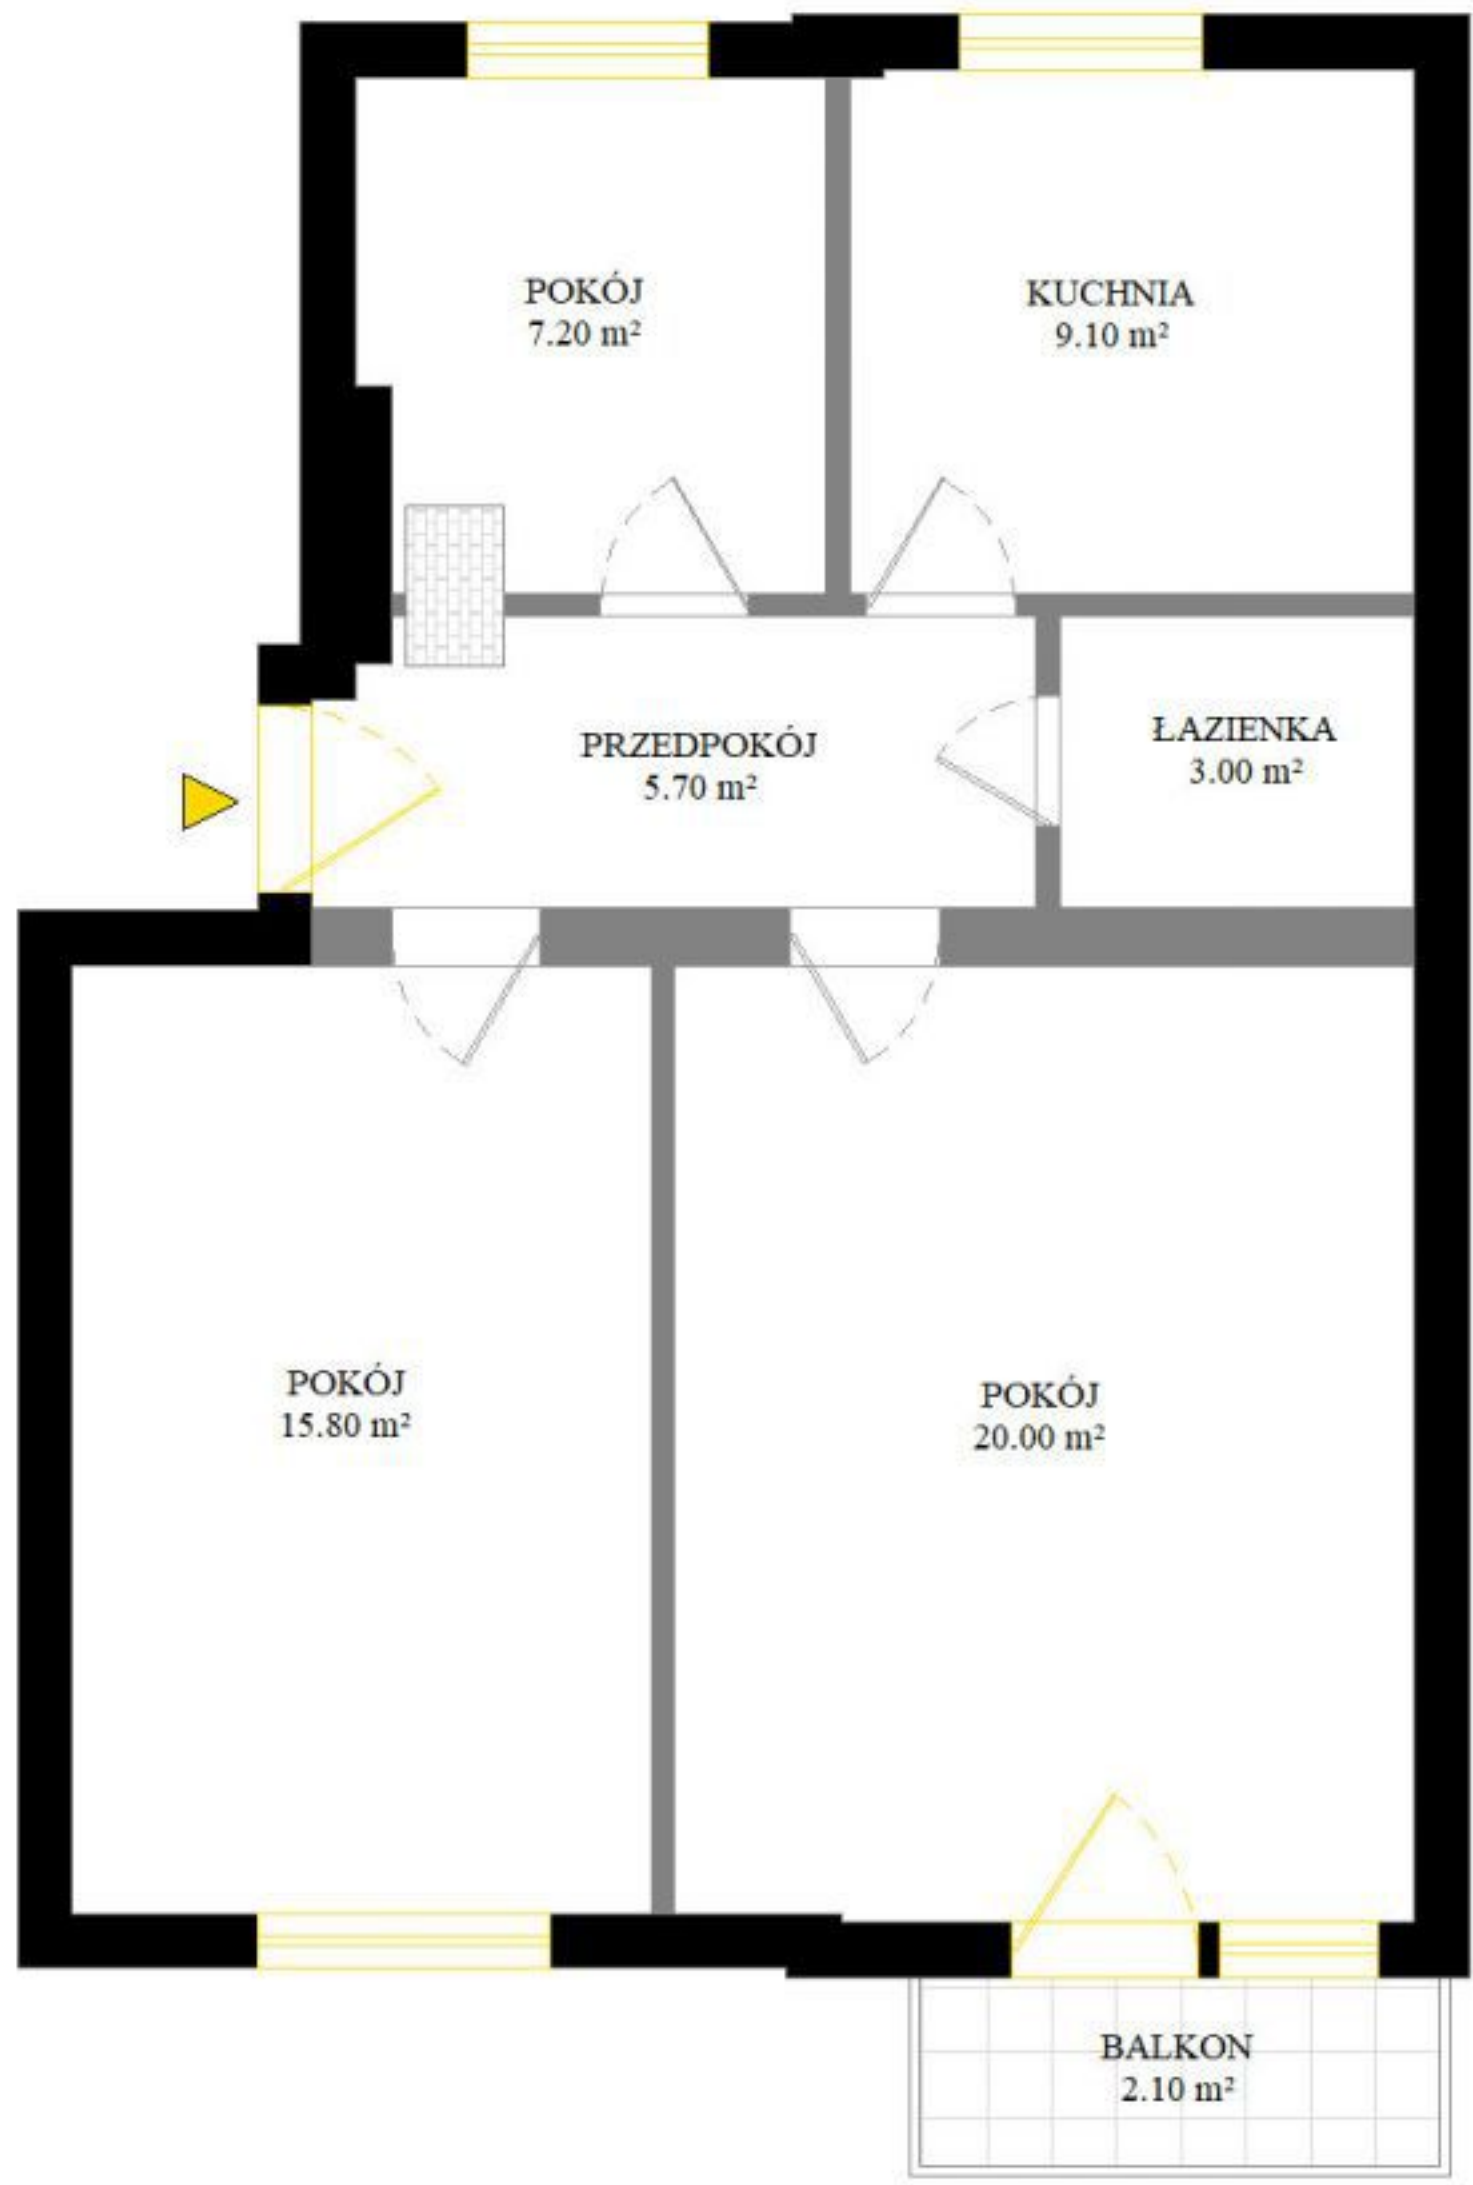 POKÓJ
7.20 m²
KUCHNIA
9.10 m²
PRZEDPOKÓJ
5.70 m²
ŁAZIENKA
3.00 m²
POKÓJ
15.80 m²
POKÓJ
20.00 m²
BALKON
2.10 m²